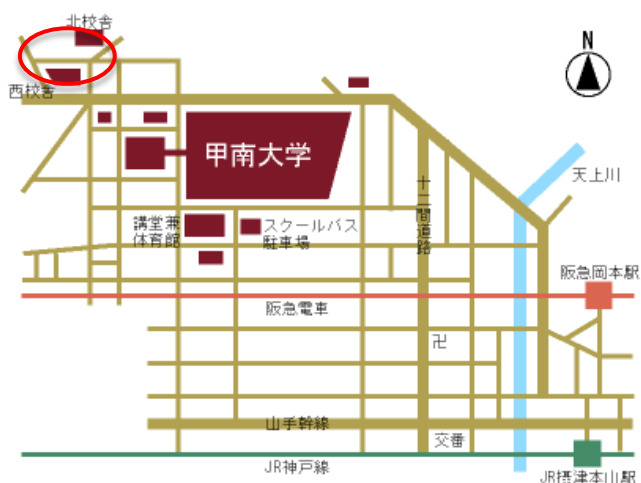 北校舎
N
西校舎
甲南大学
天上川
十二間道路
講堂兼
体育館
スクールバス
駐車場
阪急岡本駅
阪急電車
卍
山手幹線
交番
JR神戸線
JR摂津本山駅